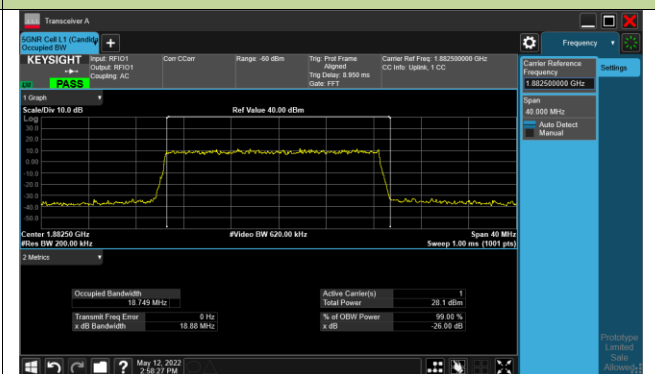 Transceiver A
5GNR Cell L1 (Candida
Occupied BW
Frequency
KEYSIGHT
Input: RFIO1
Output: RFIO1
Coupling: AC
Corr CCorr
Range: -60 dBm
Trig: Prot Frame
Aligned
Trig Delay: 8.950 ms
Gate: FFT
Carrier Ref Freq: 1.882500000 GHz
CC Info: Uplink, 1 CC
PASS
Carrier Reference
Frequency
1.882500000 GHz
Settings
Span
40.000 MHz
Auto Detect
Manual
1 Graph
Scale/Div 10.0 dB
Ref Value 40.00 dBm
Log
30.0
20.0
10.0
0.00
-10.0
-20.0
-30.0
-40.0
-50.0
Center 1.88250 GHz
#Video BW 620.00 kHz
Span 40 MHz
#Res BW 200.00 kHz
Sweep 1.00 ms (1001 pts)
2 Metrics
Occupied Bandwidth
18.749 MHz
Active Carrier(s) 1
Total Power 28.1 dBm
Transmit Freq Error 0 Hz
x dB Bandwidth 18.88 MHz
% of OBW Power 99.00 %
x dB -26.00 dB
Prototype
Limited
Sale
Allowed
May 12, 2022
2:58:27 PM